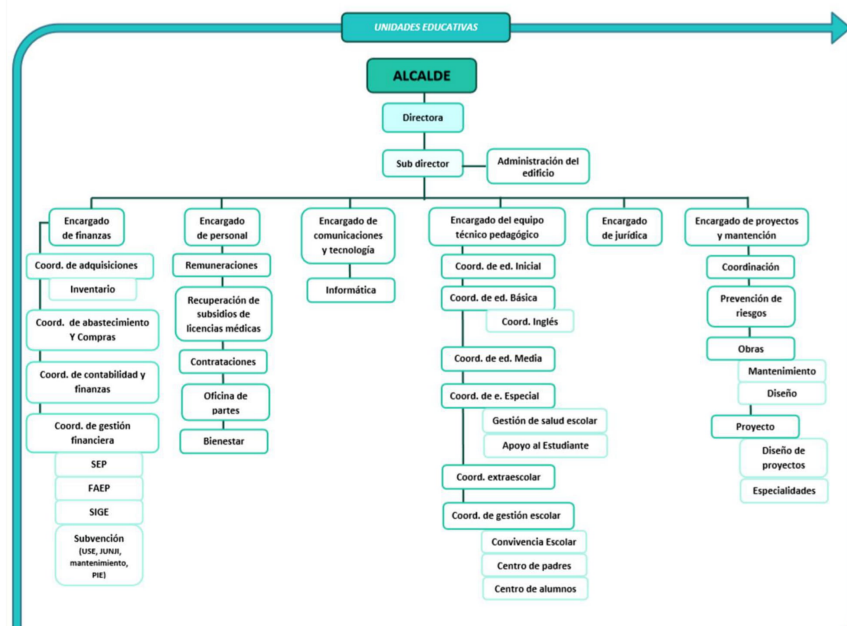 UNIDADES EDUCATIVAS
ALCALDE
Directora
Sub director
Administración del
edificio
Encargado
de finanzas
Coord. de adquisiciones
Inventario
Coord. de abastecimiento
Y Compras
Coord. de contabilidad y
finanzas
Coord. de gestión
financiera
SEP
FAEP
SIGE
Subvención
(USE, JUNJI,
mantenimiento,
PIE)
Encargado
de personal
Remuneraciones
Recuperación de
subsidios de
licencias médicas
Contrataciones
Oficina de
partes
Bienestar
Encargado de
comunicaciones
y tecnología
Informática
Encargado del equipo
técnico pedagógico
Coord. de ed. Inicial
Coord. de ed. Básica
Coord. Inglés
Coord. de ed. Media
Coord. de e. Especial
Gestión de salud escolar
Apoyo al Estudiante
Coord. extraescolar
Coord. de gestión escolar
Convivencia Escolar
Centro de padres
Centro de alumnos
Encargado
de jurídica
Encargado de proyectos
y mantención
Coordinación
Prevención de
riesgos
Obras
Mantenimiento
Diseño
Proyecto
Diseño de
proyectos
Especialidades